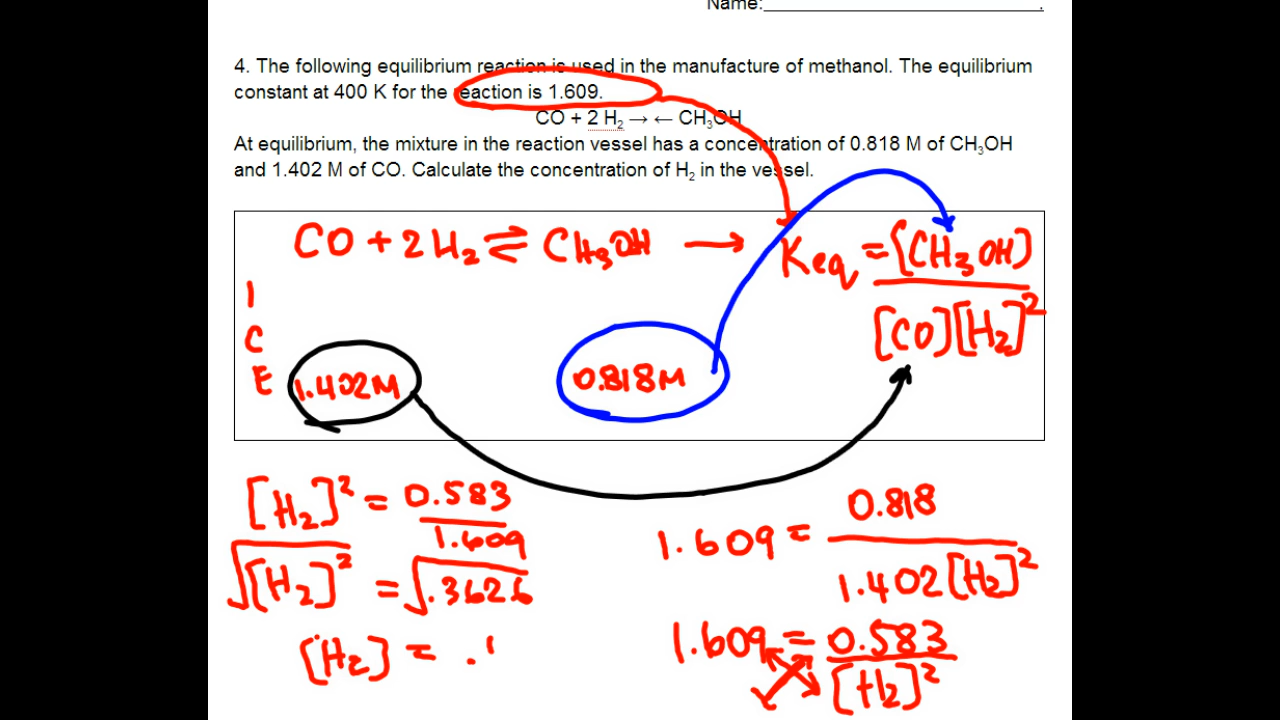 Name:
4. The following equilibrium reaction is used in the manufacture of methanol. The equilibrium
constant at 400 K for the reaction is 1.609.
CO + 2 H₂ → ← CH₃OH
At equilibrium, the mixture in the reaction vessel has a concentration of 0.818 M of CH₃OH
and 1.402 M of CO. Calculate the concentration of H₂ in the vessel.
CO + 2H₂ ⇌ CH₃OH → Keq = [CH₃OH]
[CO][H₂]²
I
C
E 1.402M 0.818M
[H₂]² = 0.583
1.609
√[H₂]² = √.3626
[H₂] = .
1.609 = 0.818
1.402[H₂]²
1.609 = 0.583
[H₂]²